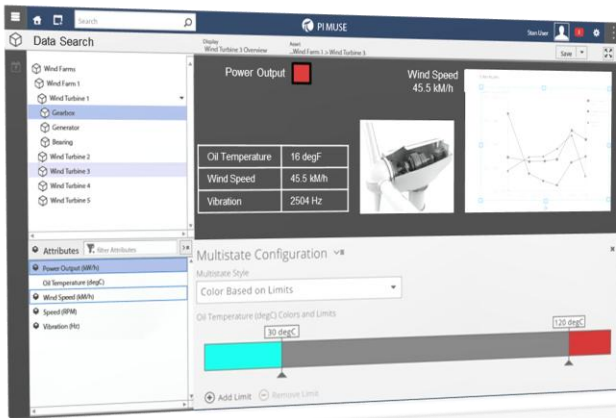 Search
PI MUSE
Stan User
Data Search
Display
Wind Turbine 3 Overview
Asset
...Wind Farm 1 > Wind Turbine 3
Save
Wind Farms
Wind Farm 1
Wind Turbine 1
Gearbox
Generator
Bearing
Wind Turbine 2
Wind Turbine 3
Wind Turbine 4
Wind Turbine 5
Power Output
Wind Speed
45.5 kM/h
Oil Temperature 16 degF
Wind Speed 45.5 kM/h
Vibration 2504 Hz
Attributes
filter Attributes
Power Output (kW/h)
Oil Temperature (degC)
Wind Speed (kM/h)
Speed (RPM)
Vibration (Hz)
Multistate Configuration
Multistate Style
Color Based on Limits
Oil Temperature (degC) Colors and Limits
30 degC
120 degC
Add Limit
Remove Limit